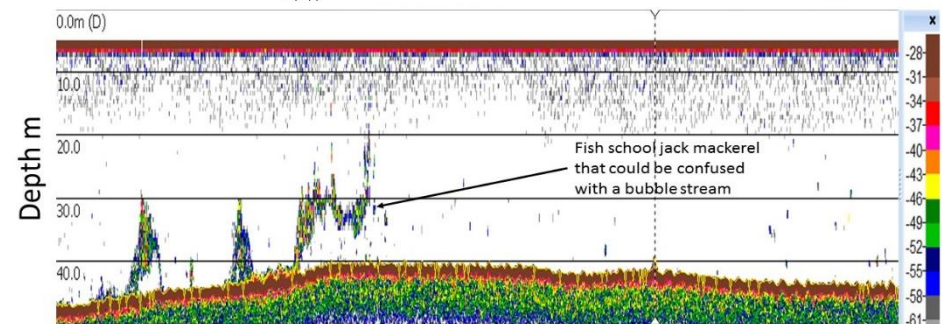 0.0m (D)
10.0
20.0
30.0
40.0
Depth m
Fish school jack mackerel
that could be confused
with a bubble stream
x
-28
-31
-34
-37
-40
-43
-46
-49
-52
-55
-58
-61